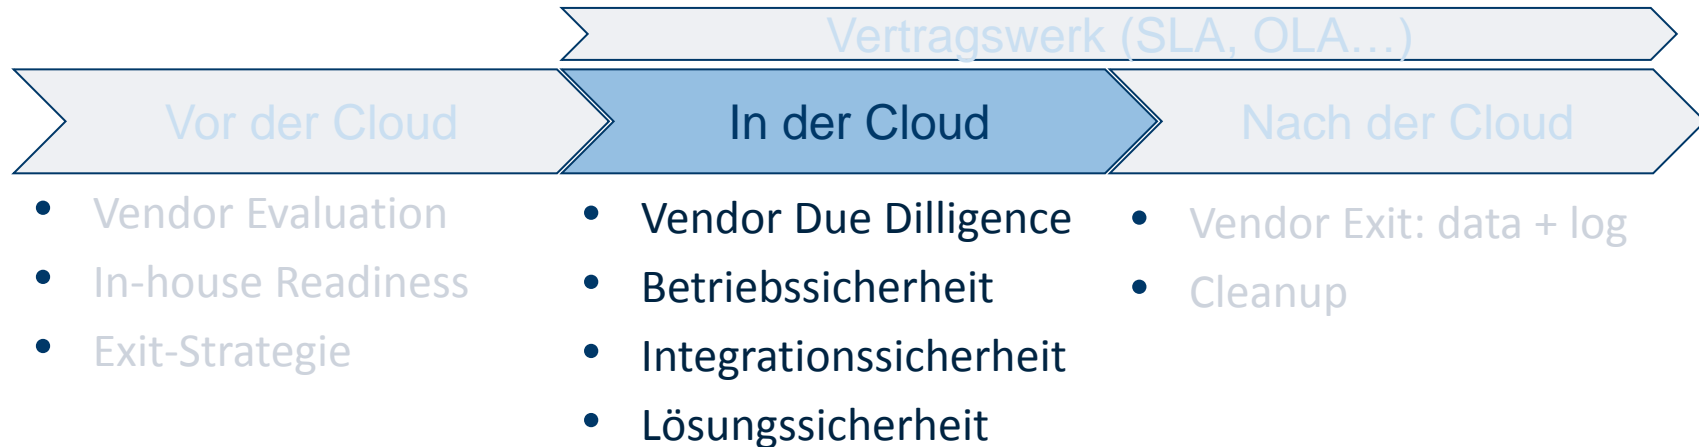 Vertragswerk (SLA, OLA...)
Vor der Cloud
In der Cloud
Nach der Cloud
• Vendor Evaluation
• In-house Readiness
• Exit-Strategie
• Vendor Due Dilligence
• Betriebssicherheit
• Integrationssicherheit
• Lösungssicherheit
• Vendor Exit: data + log
• Cleanup